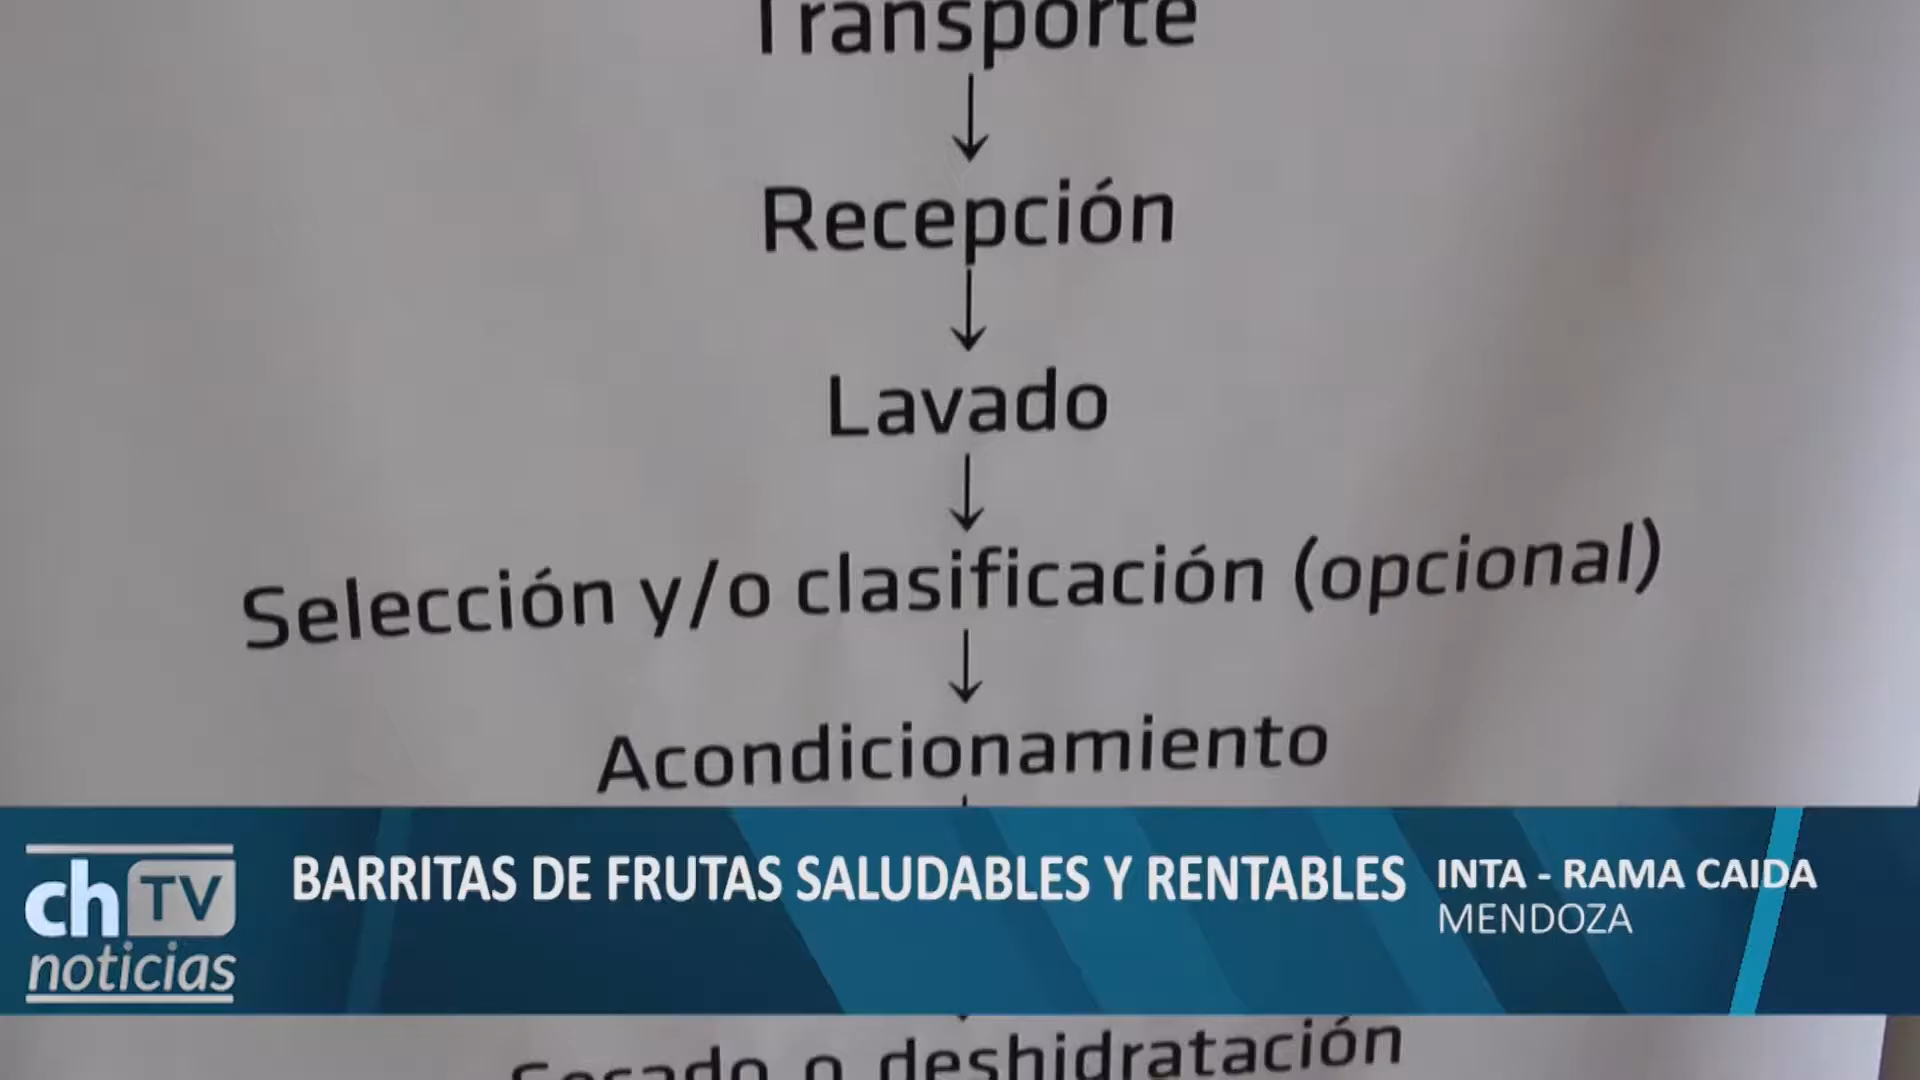 Transporte
↓
Recepción
↓
Lavado
↓
Selección y/o clasificación (opcional)
↓
Acondicionamiento
ch TV
noticias
BARRITAS DE FRUTAS SALUDABLES Y RENTABLES
INTA - RAMA CAIDA
MENDOZA
Secado o deshidratación